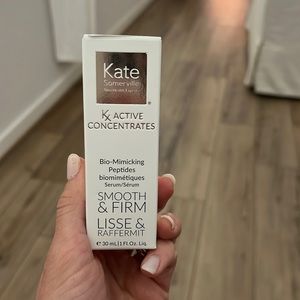 Kate
Somerville
Kx ACTIVE
CONCENTRATES
Bio-Mimicking
Peptides
biomimétiques
Serum/Sérum
SMOOTH
& FIRM
LISSE &
RAFFERMIT
℮ 30 mL|1 Fl. Oz. Liq.